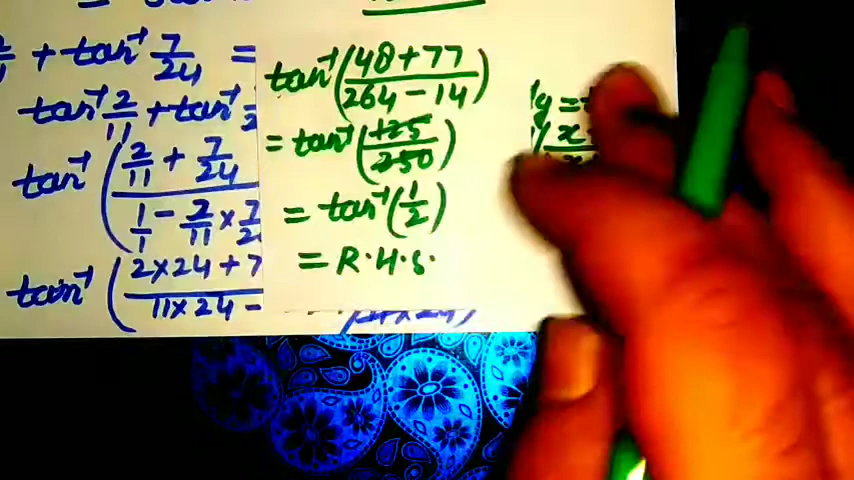 + tan⁻¹ 7/24 =
tan⁻¹ 2/11 + tan⁻¹
tan⁻¹ ( 2/11 + 7/24
1/1 - 2/11 × 7/2
tan⁻¹ ( 2×24 + 7
11×24 -
tan⁻¹ ( 48 + 77 / 264 - 14 )
= tan⁻¹ ( 125 / 250 )
= tan⁻¹ ( 1/2 )
= R.H.S.
y =
x